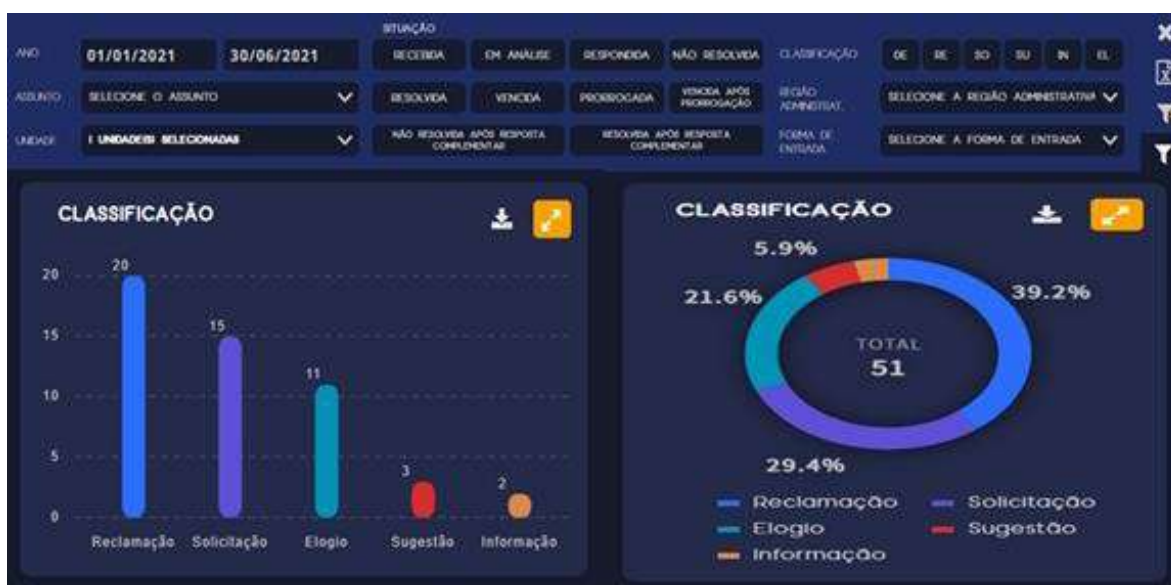 SITUAÇÃO
ANO 01/01/2021 30/06/2021 RECEBIDA EM ANÁLISE RESPONDIDA NÃO RESOLVIDA CLASSIFICAÇÃO DE RE SO SU IN EL
ASSUNTO SELECIONE O ASSUNTO RESOLVIDA VENCIDA PRORROGADA VENCIDA APÓS PRORROGAÇÃO REGIÃO ADMINISTRAT. SELECIONE A REGIÃO ADMINISTRATIVA
UNIDADE 1 UNIDADE(S) SELECIONADAS NÃO RESOLVIDA APÓS RESPOSTA COMPLEMENTAR RESOLVIDA APÓS RESPOSTA COMPLEMENTAR FORMA DE ENTRADA SELECIONE A FORMA DE ENTRADA
CLASSIFICAÇÃO
20
15
10
5
0
20
15
11
3
2
Reclamação Solicitação Elogio Sugestão Informação
CLASSIFICAÇÃO
5.9%
21.6%
39.2%
TOTAL
51
29.4%
Reclamação Solicitação
Elogio Sugestão
Informação